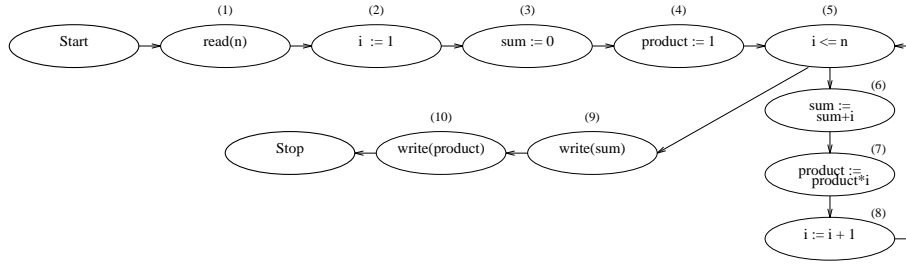 (1) (2) (3) (4) (5)
Start read(n) i := 1 sum := 0 product := 1 i <= n
(6)
sum :=
sum+i
(10) (9)
Stop write(product) write(sum)
(7)
product :=
product*i
(8)
i := i + 1